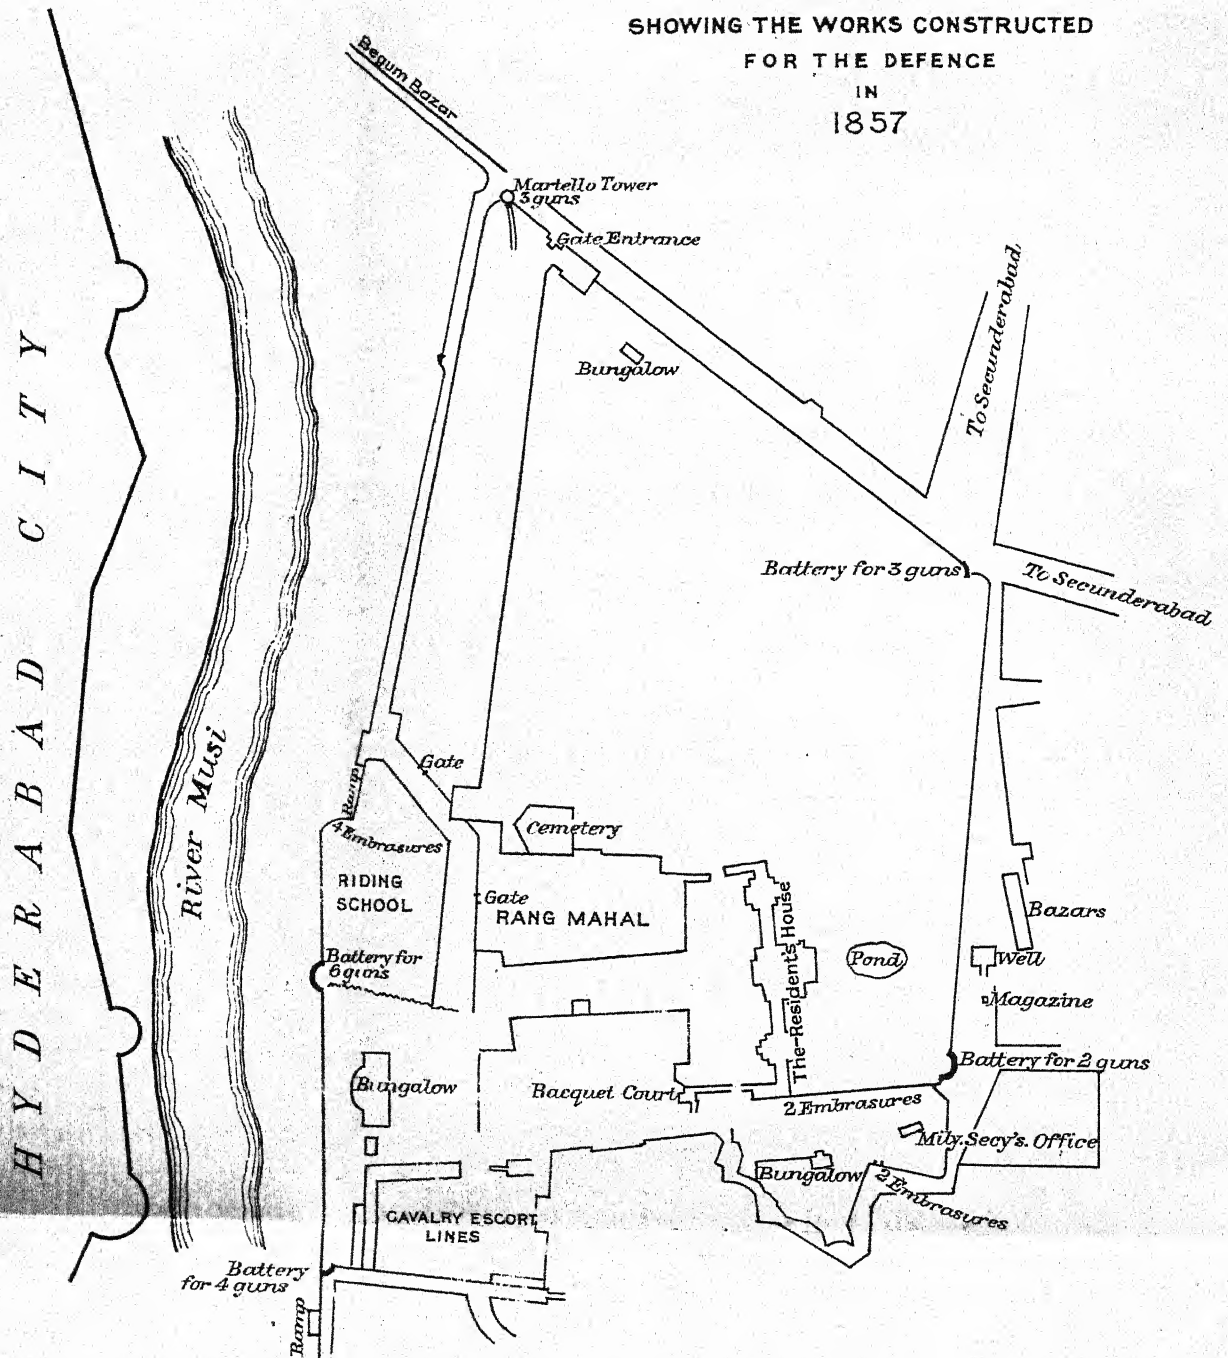 SHOWING THE WORKS CONSTRUCTED
FOR THE DEFENCE
IN
1857
Begum Bazar
Martello Tower
3 guns
Gate Entrance
To Secunderabad
Bungalow
HYDERABAD CITY
Battery for 3 guns
To Secunderabad
River Musi
Gate
Ramp
4 Embrasures
Cemetery
RIDING
SCHOOL
Gate
RANG MAHAL
The Resident's House
Bazars
Battery for
6 guns
Pond
Well
Magazine
Bungalow
Racquet Court
Battery for 2 guns
2 Embrasures
Mily. Secy's. Office
Bungalow
2 Embrasures
CAVALRY ESCORT
LINES
Battery
for 4 guns
Ramp